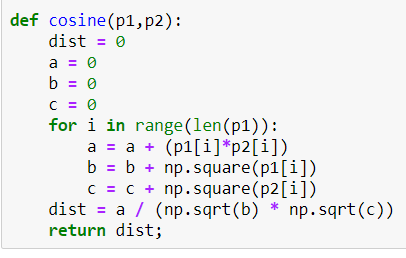 def cosine(p1,p2):
    dist = 0
    a = 0
    b = 0
    c = 0
    for i in range(len(p1)):
        a = a + (p1[i]*p2[i])
        b = b + np.square(p1[i])
        c = c + np.square(p2[i])
    dist = a / (np.sqrt(b) * np.sqrt(c))
    return dist;